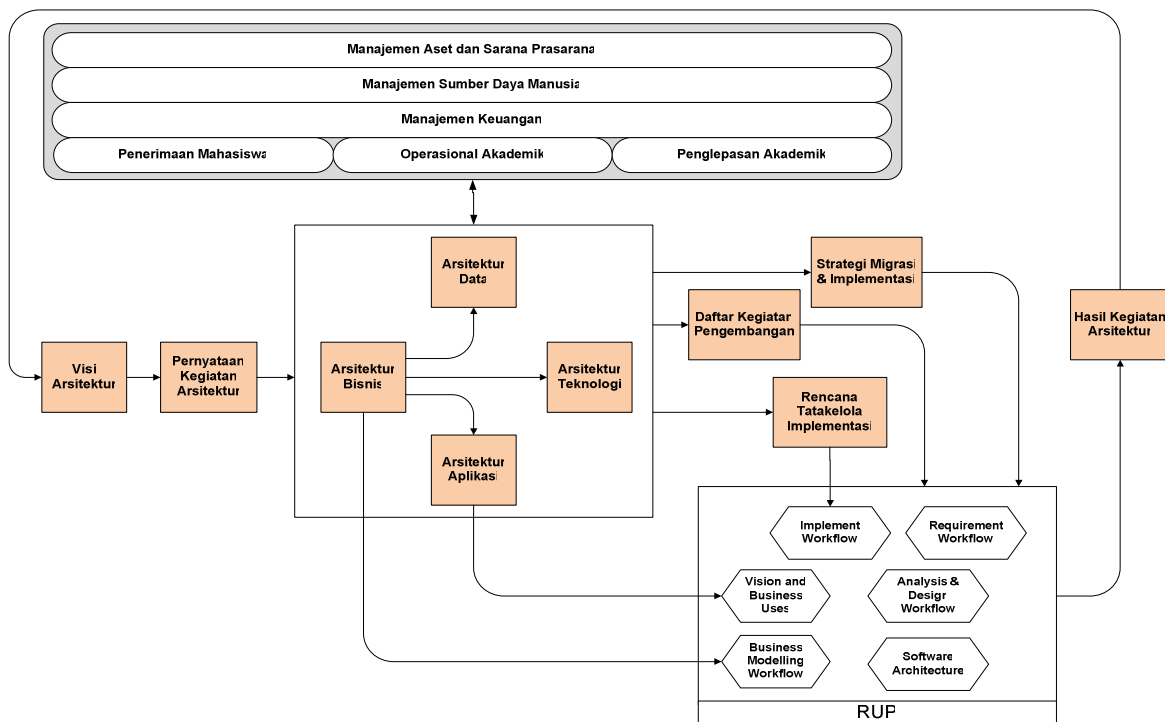 Manajemen Aset dan Sarana Prasarana
Manajemen Sumber Daya Manusia
Manajemen Keuangan
Penerimaan Mahasiswa
Operasional Akademik
Penglepasan Akademik
Visi
Arsitektur
Pernyataan
Kegiatan
Arsitektur
Arsitektur
Bisnis
Arsitektur
Data
Arsitektur
Teknologi
Arsitektur
Aplikasi
Strategi Migrasi
& Implementasi
Daftar Kegiatan
Pengembangan
Rencana
Tatakelola
Implementasi
Hasil Kegiatan
Arsitektur
Implement
Workflow
Requirement
Workflow
Vision and
Business
Uses
Analysis &
Design
Workflow
Business
Modelling
Workflow
Software
Architecture
RUP